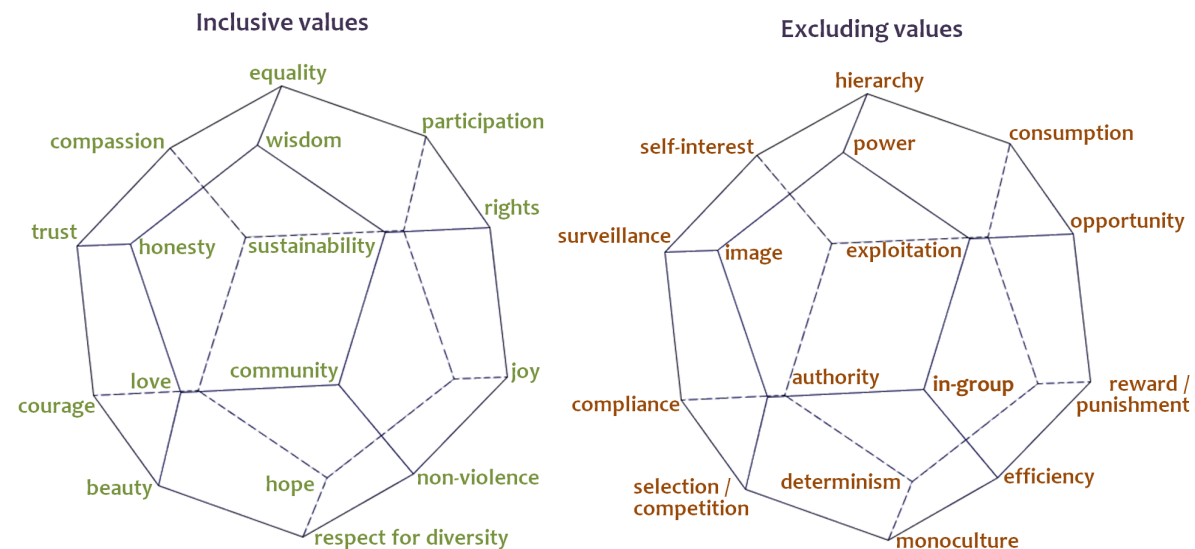 Inclusive values
equality
participation
compassion
wisdom
rights
trust
honesty
sustainability
community
joy
love
courage
non-violence
hope
beauty
respect for diversity
Excluding values
hierarchy
consumption
self-interest
power
opportunity
surveillance
image
exploitation
authority
in-group
reward /
punishment
compliance
efficiency
determinism
selection /
competition
monoculture